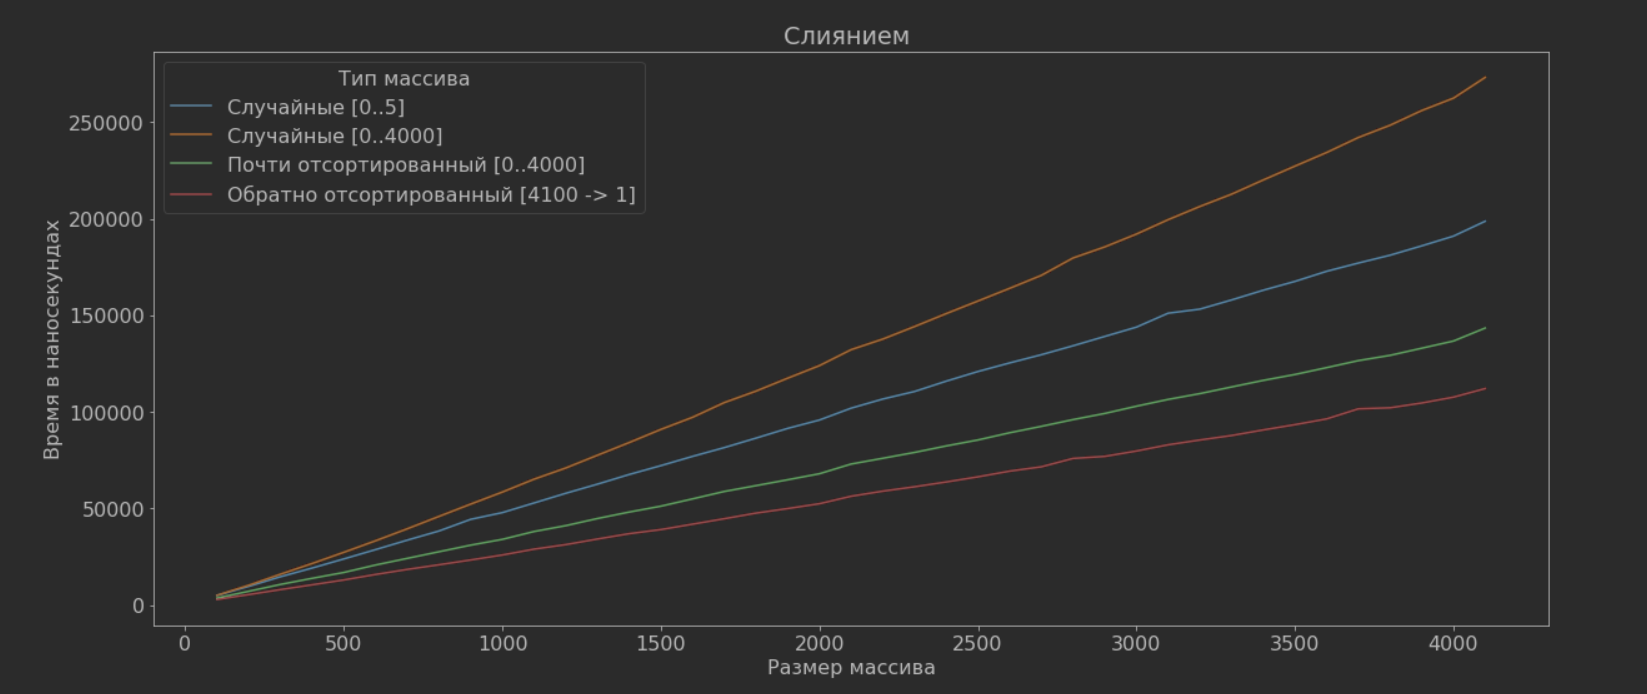 Слиянием
Тип массива
Случайные [0..5]
Случайные [0..4000]
Почти отсортированный [0..4000]
Обратно отсортированный [4100 -> 1]
Время в наносекундах
250000
200000
150000
100000
50000
0
0 500 1000 1500 2000 2500 3000 3500 4000
Размер массива